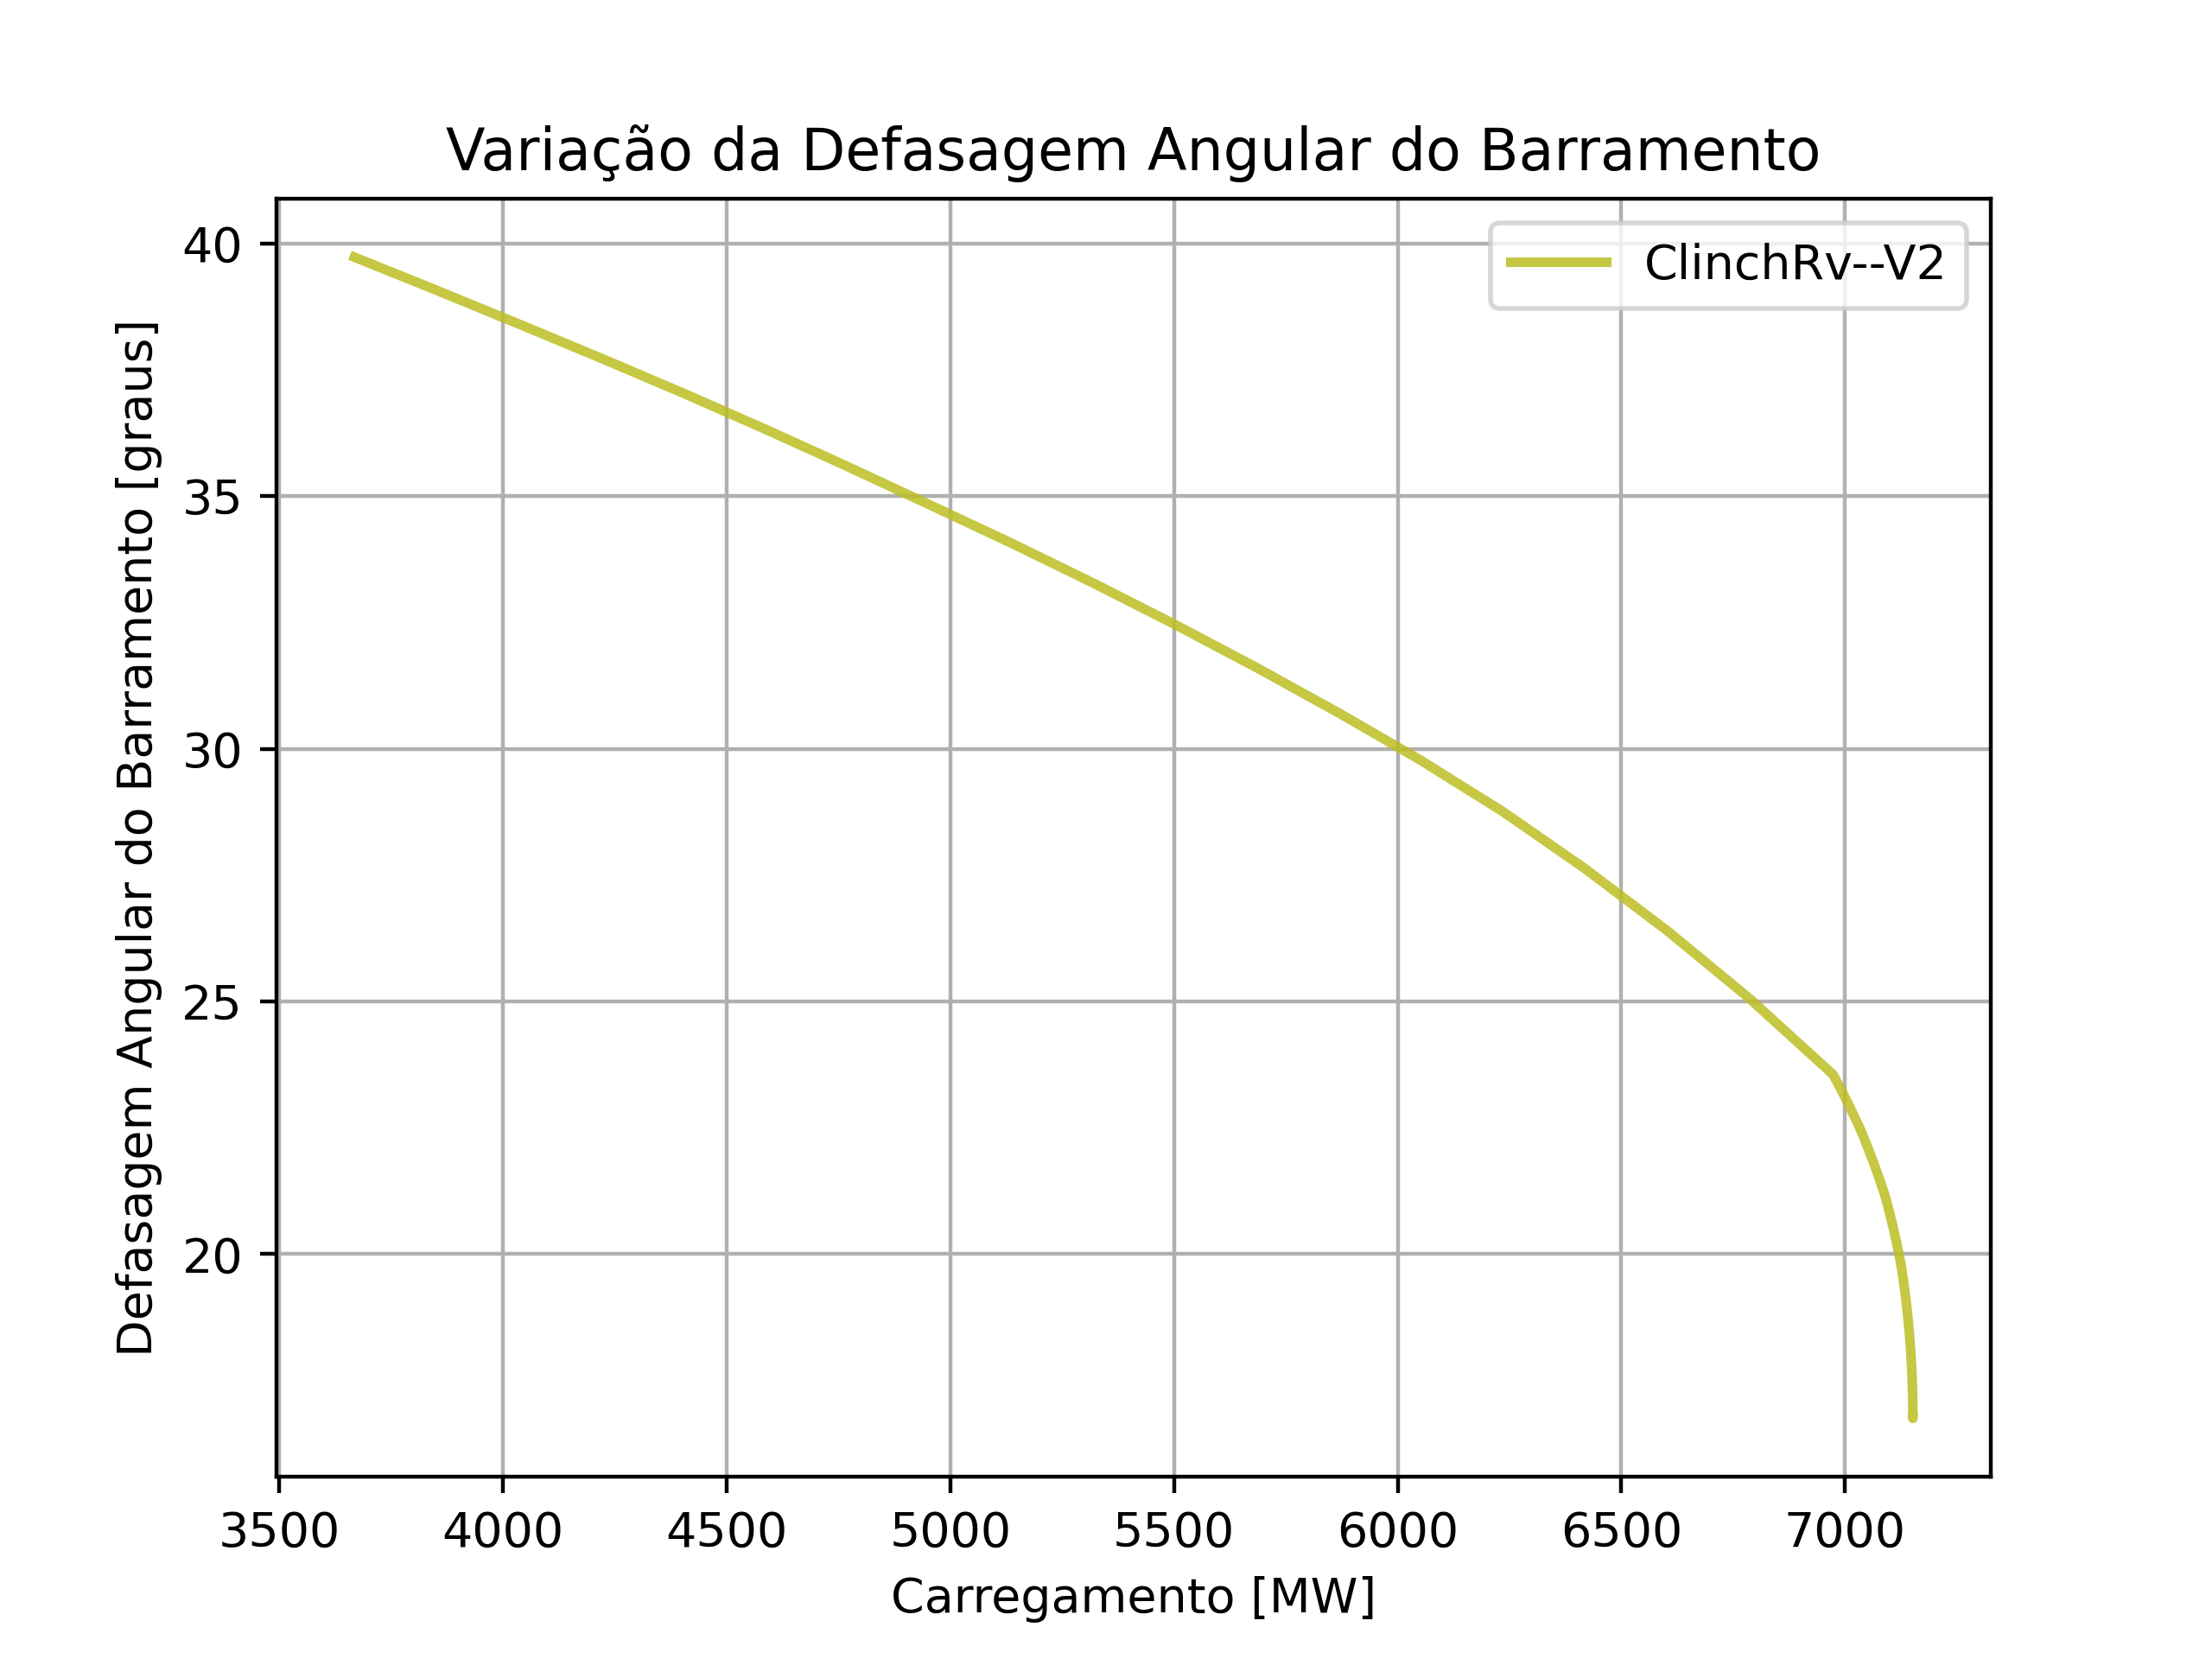 Variação da Defasagem Angular do Barramento
ClinchRv--V2
Defasagem Angular do Barramento [graus]
40
35
30
25
20
3500 4000 4500 5000 5500 6000 6500 7000
Carregamento [MW]